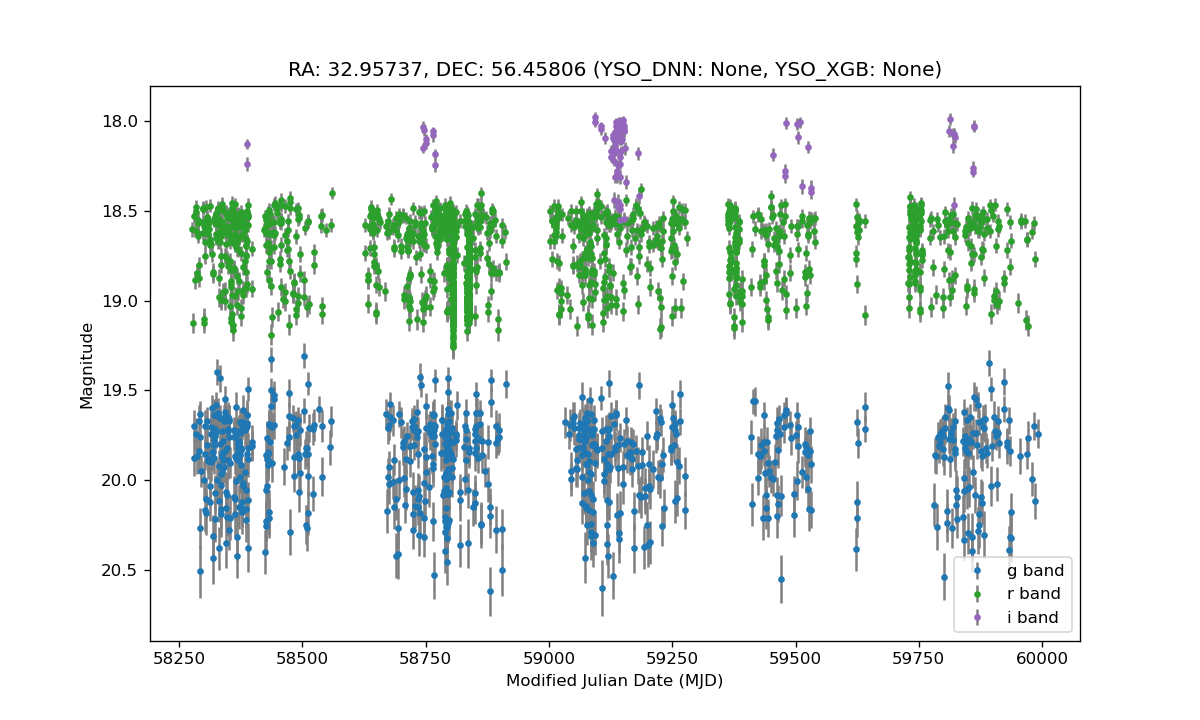 RA: 32.95737, DEC: 56.45806 (YSO_DNN: None, YSO_XGB: None)
Magnitude
18.0
18.5
19.0
19.5
20.0
20.5
g band
r band
i band
58250 58500 58750 59000 59250 59500 59750 60000
Modified Julian Date (MJD)